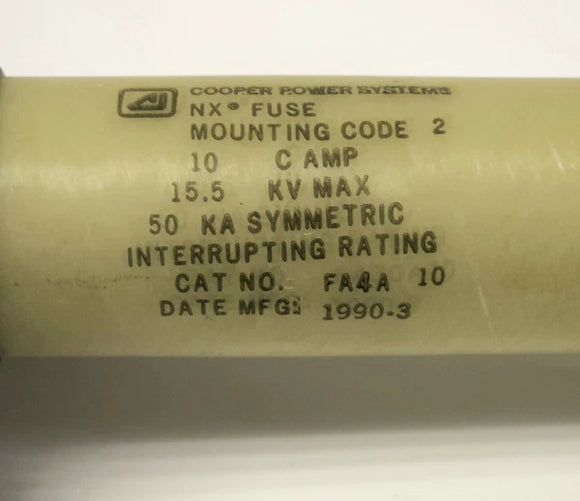 COOPER POWER SYSTEMS
NX® FUSE
MOUNTING CODE 2
10 C AMP
15.5 KV MAX
50 KA SYMMETRIC
INTERRUPTING RATING
CAT NO. FA4A 10
DATE MFG: 1990-3